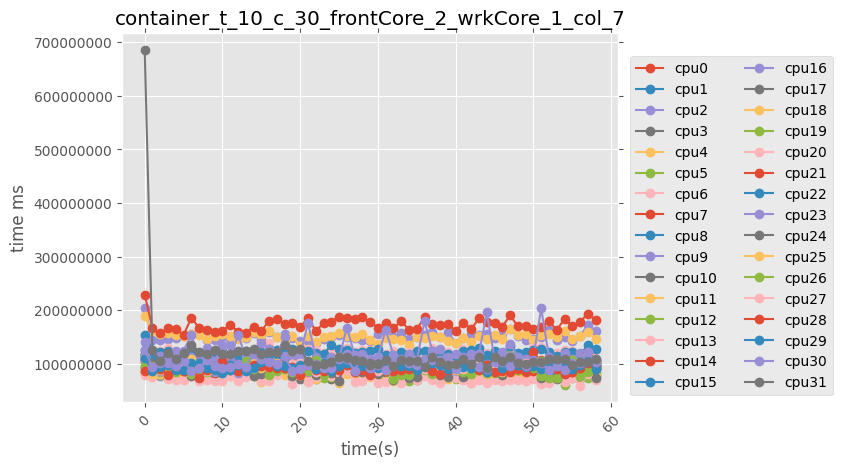 container_t_10_c_30_frontCore_2_wrkCore_1_col_7
700000000
600000000
500000000
400000000
300000000
200000000
100000000
time ms
0
10
20
30
40
50
60
time(s)
cpu0
cpu1
cpu2
cpu3
cpu4
cpu5
cpu6
cpu7
cpu8
cpu9
cpu10
cpu11
cpu12
cpu13
cpu14
cpu15
cpu16
cpu17
cpu18
cpu19
cpu20
cpu21
cpu22
cpu23
cpu24
cpu25
cpu26
cpu27
cpu28
cpu29
cpu30
cpu31